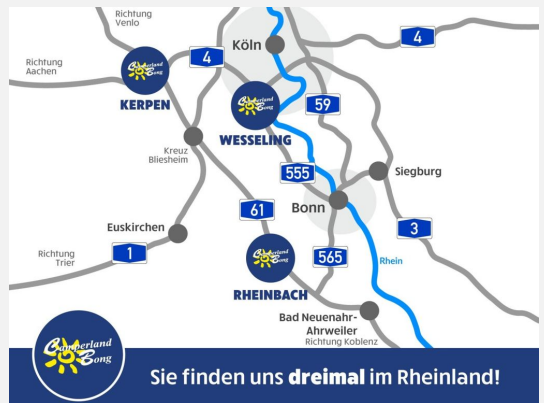 Richtung
Venlo
Köln
4
4
Richtung
Aachen
Camperland
Bong
KERPEN
59
Camperland
Bong
WESSELING
Kreuz
Bliesheim
555
Siegburg
61
Bonn
Euskirchen
3
1
Richtung
Trier
Camperland
Bong
565
Rhein
RHEINBACH
Bad Neuenahr-
Ahrweiler
Richtung Koblenz
Camperland
Bong
Sie finden uns dreimal im Rheinland!